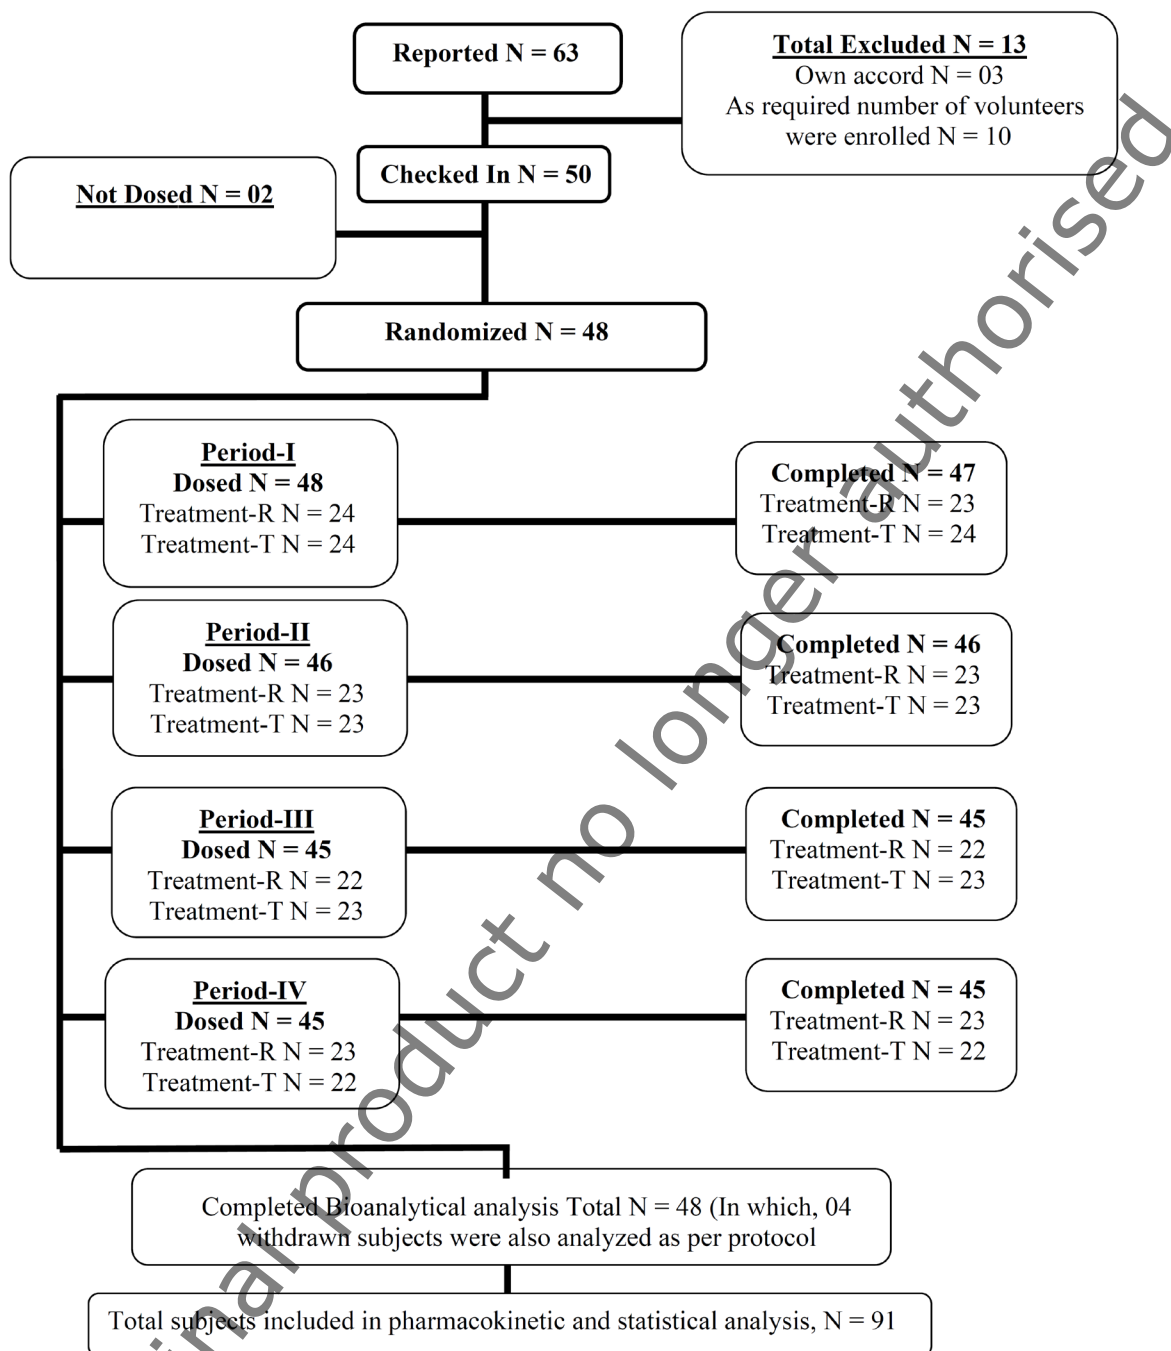 Reported N = 63
Total Excluded N = 13
Own accord N = 03
As required number of volunteers
were enrolled N = 10
Checked In N = 50
Not Dosed N = 02
Randomized N = 48
Period-I
Dosed N = 48
Treatment-R N = 24
Treatment-T N = 24
Completed N = 47
Treatment-R N = 23
Treatment-T N = 24
Period-II
Dosed N = 46
Treatment-R N = 23
Treatment-T N = 23
Completed N = 46
Treatment-R N = 23
Treatment-T N = 23
Period-III
Dosed N = 45
Treatment-R N = 22
Treatment-T N = 23
Completed N = 45
Treatment-R N = 22
Treatment-T N = 23
Period-IV
Dosed N = 45
Treatment-R N = 23
Treatment-T N = 22
Completed N = 45
Treatment-R N = 23
Treatment-T N = 22
Completed Bioanalytical analysis Total N = 48 (In which, 04
withdrawn subjects were also analyzed as per protocol
Total subjects included in pharmacokinetic and statistical analysis, N = 91
inal product no longer authorised